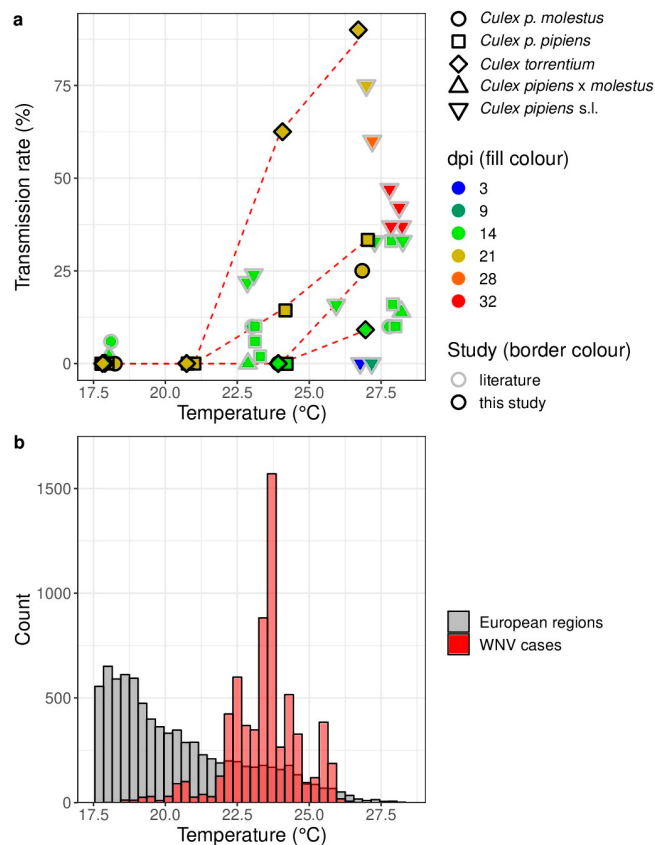 a
Transmission rate (%)
75
50
25
0
17.5 20.0 22.5 25.0 27.5
Temperature (°C)
Culex p. molestus
Culex p. pipiens
Culex torrentium
Culex pipiens x molestus
Culex pipiens s.l.
dpi (fill colour)
3
9
14
21
28
32
Study (border colour)
literature
this study
b
Count
1500
1000
500
0
17.5 20.0 22.5 25.0 27.5
Temperature (°C)
European regions
WNV cases